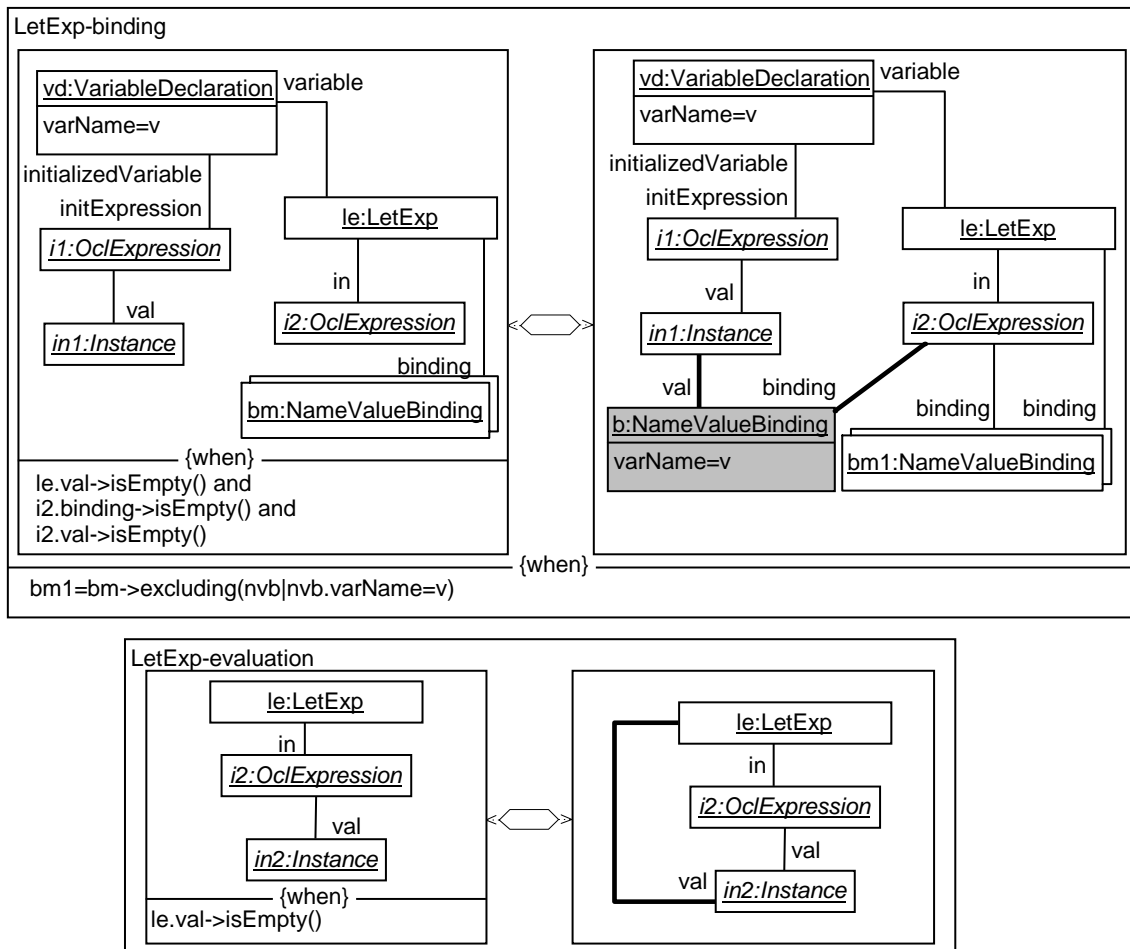 LetExp-binding
vd:VariableDeclaration
variable
varName=v
initializedVariable
initExpression
le:LetExp
i1:OclExpression
in
val
i2:OclExpression
in1:Instance
binding
bm:NameValueBinding
{when}
le.val->isEmpty() and
i2.binding->isEmpty() and
i2.val->isEmpty()
vd:VariableDeclaration
variable
varName=v
initializedVariable
initExpression
le:LetExp
i1:OclExpression
in
val
i2:OclExpression
in1:Instance
val
binding
b:NameValueBinding
binding
binding
varName=v
bm1:NameValueBinding
{when}
bm1=bm->excluding(nvb|nvb.varName=v)
LetExp-evaluation
le:LetExp
in
i2:OclExpression
val
in2:Instance
{when}
le.val->isEmpty()
le:LetExp
in
i2:OclExpression
val
val
in2:Instance